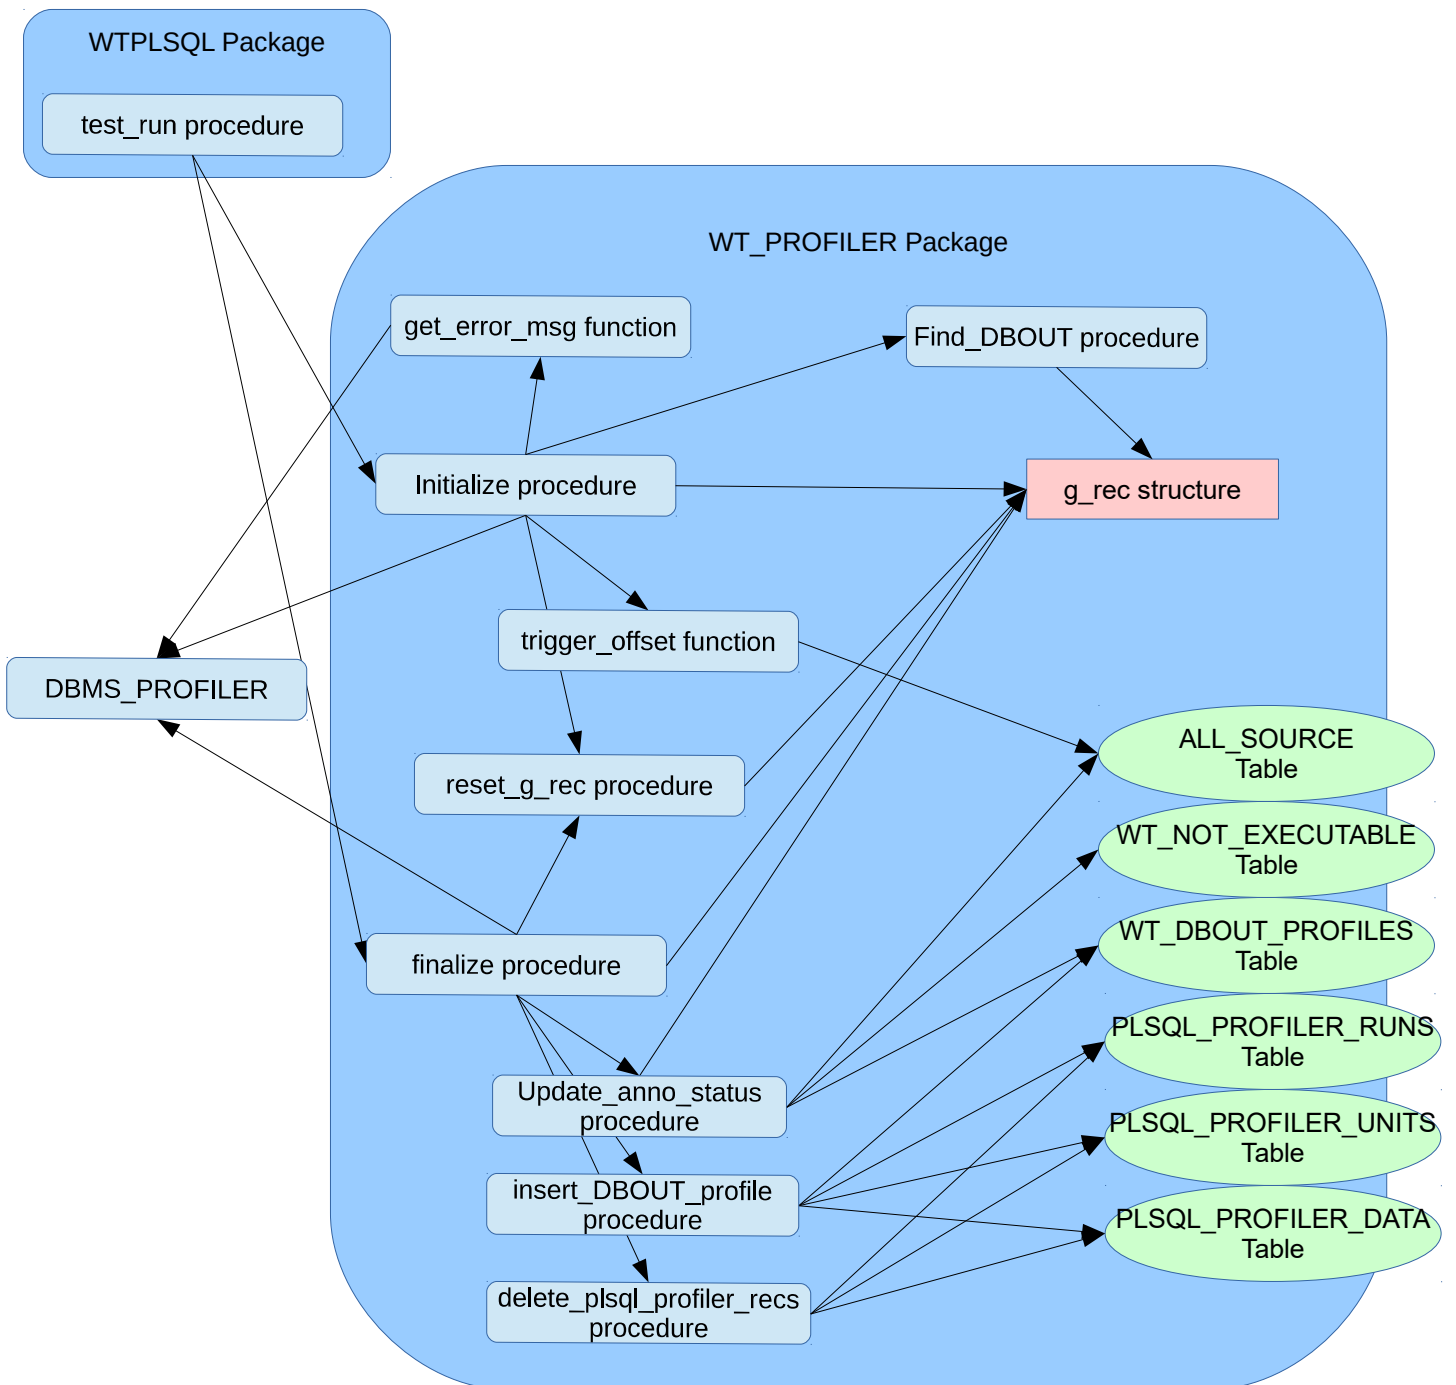 WTPLSQL Package
test_run procedure
WT_PROFILER Package
get_error_msg function
Find_DBOUT procedure
Initialize procedure
g_rec structure
trigger_offset function
DBMS_PROFILER
ALL_SOURCE
Table
reset_g_rec procedure
WT_NOT_EXECUTABLE
Table
WT_DBOUT_PROFILES
Table
finalize procedure
PLSQL_PROFILER_RUNS
Table
Update_anno_status
procedure
PLSQL_PROFILER_UNITS
Table
insert_DBOUT_profile
procedure
PLSQL_PROFILER_DATA
Table
delete_plsql_profiler_recs
procedure